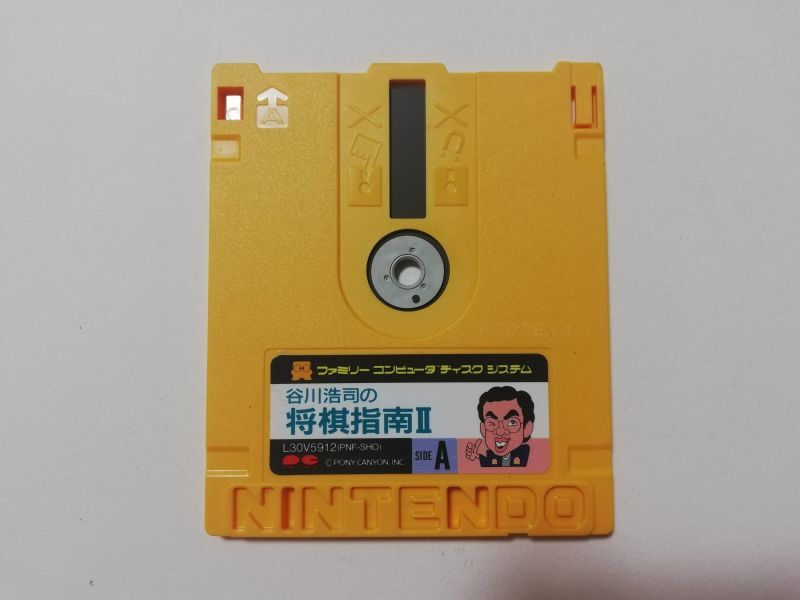 A
ファミリー コンピュータ ディスク システム
谷川浩司の
将棋指南II
L30V5912(PNF-SHO)
PC
© PONY CANYON, INC.
SIDE A
NINTENDO